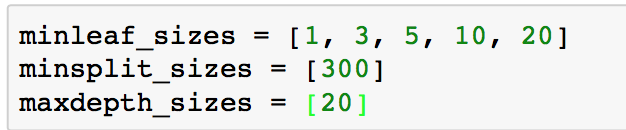 minleaf_sizes = [1, 3, 5, 10, 20]
minsplit_sizes = [300]
maxdepth_sizes = [20]